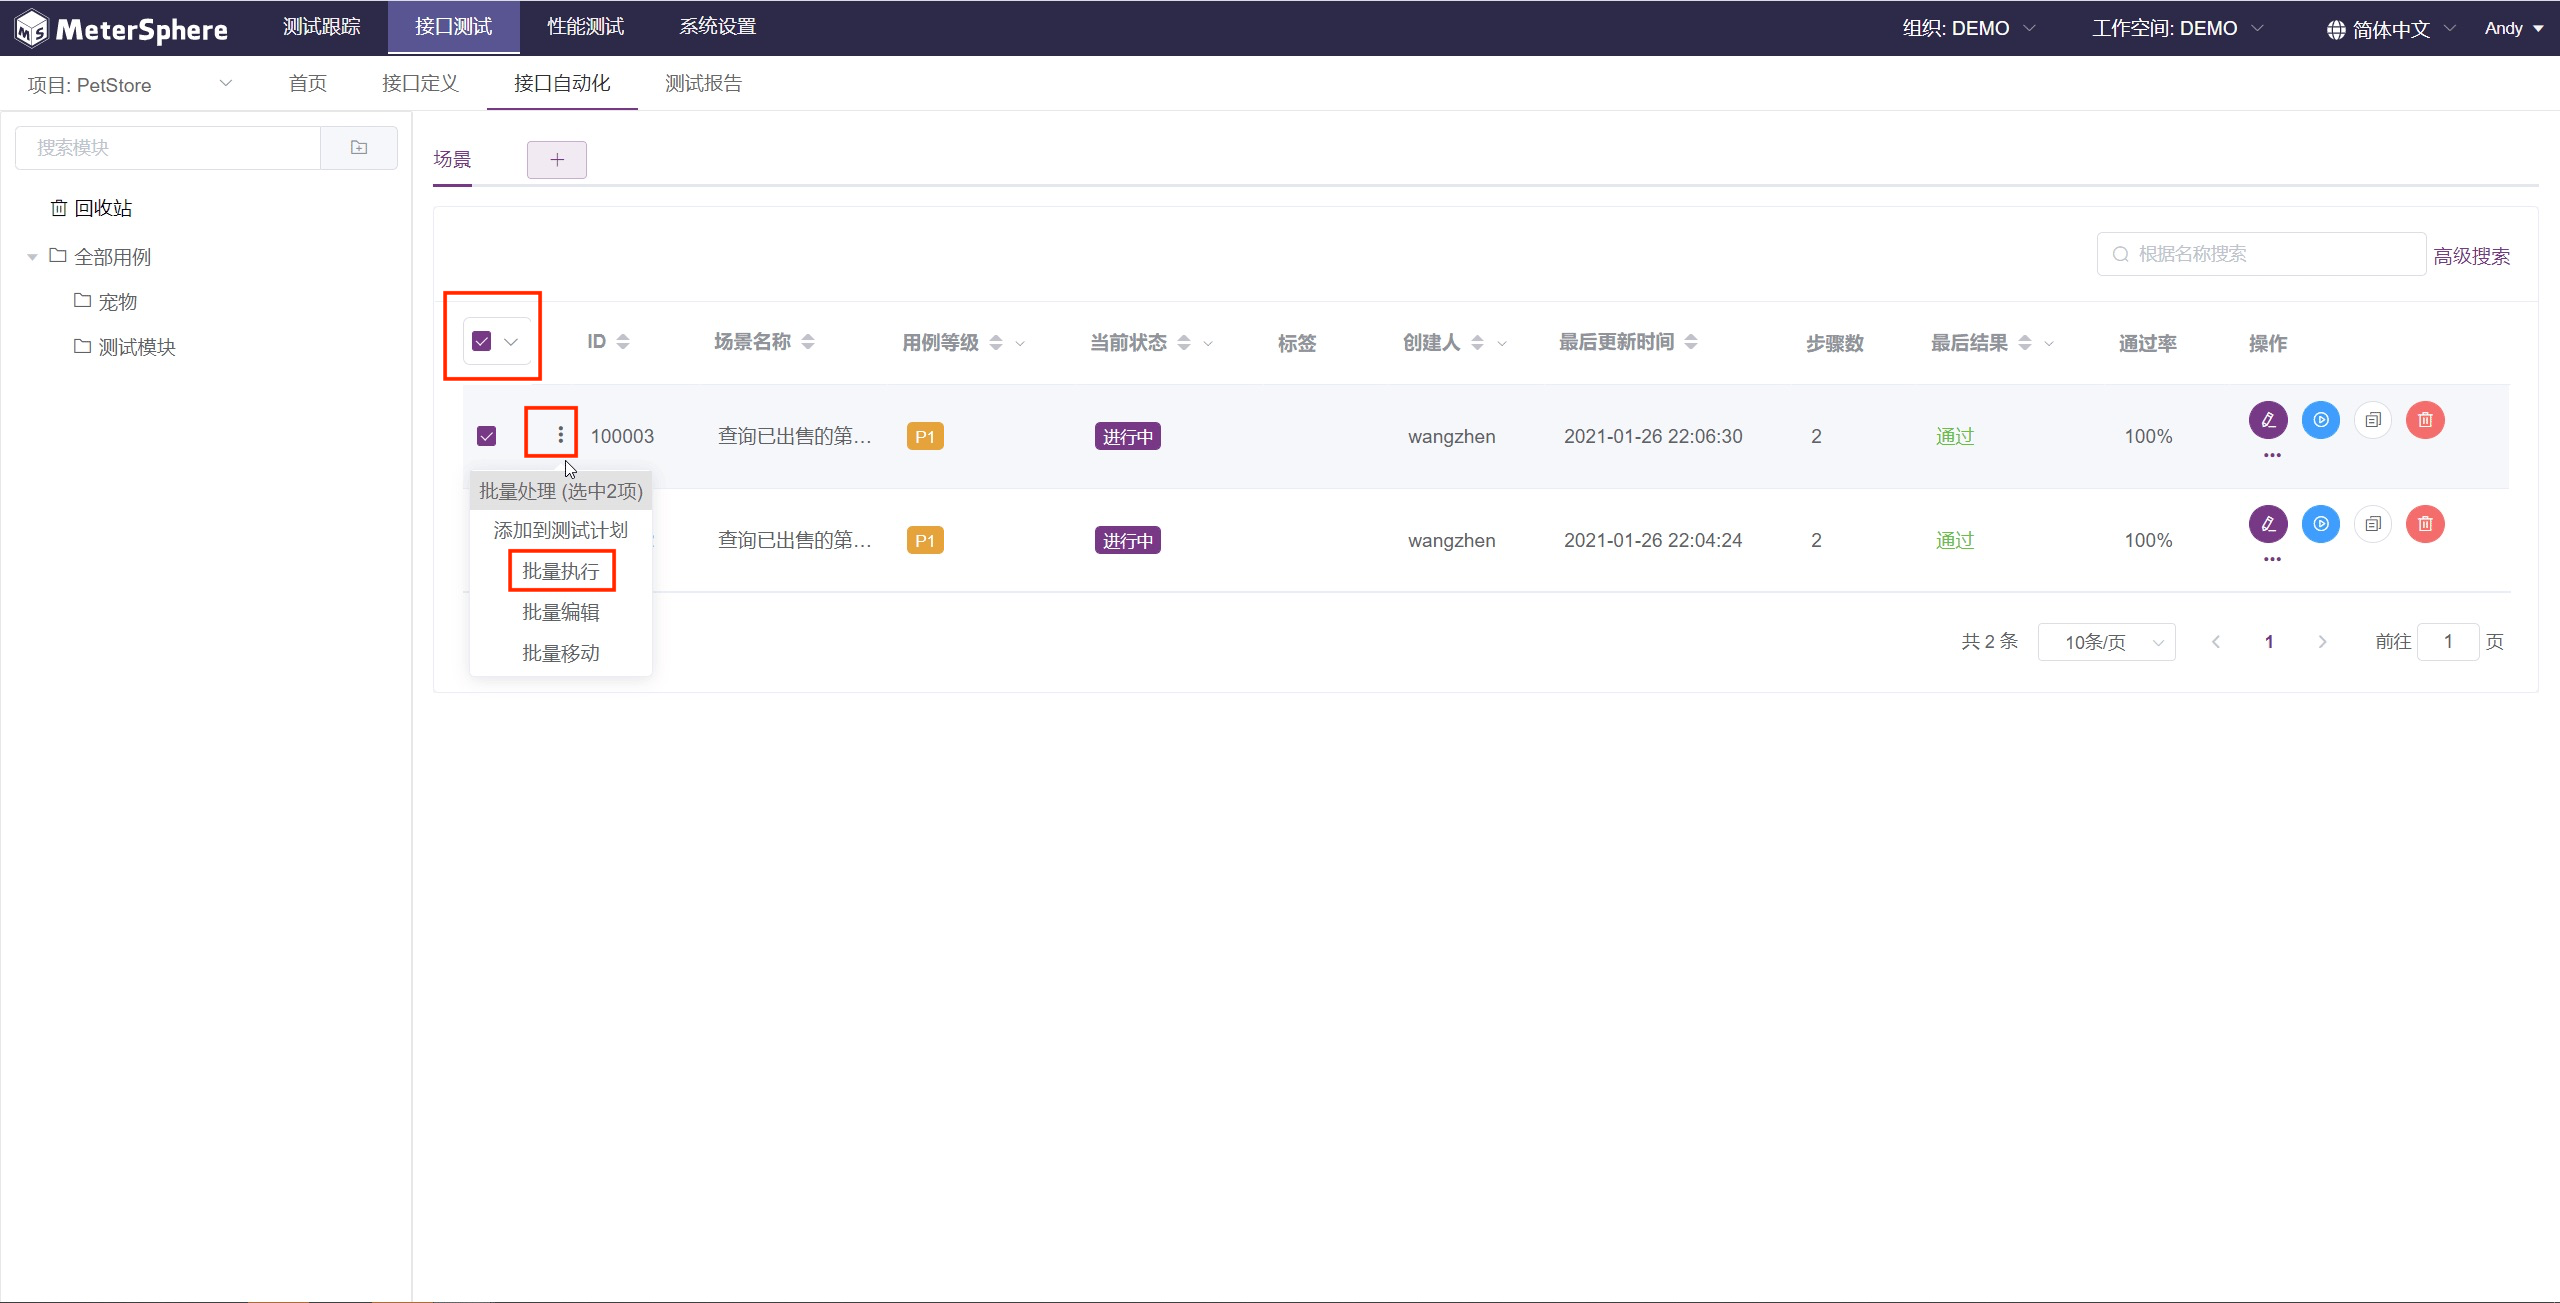 MeterSphere 测试跟踪 接口测试 性能测试 系统设置 组织: DEMO 工作空间: DEMO 简体中文 Andy
项目: PetStore 首页 接口定义 接口自动化 测试报告
搜索模块
回收站
全部用例
宠物
测试模块
场景 +
根据名称搜索 高级搜索
ID 场景名称 用例等级 当前状态 标签 创建人 最后更新时间 步骤数 最后结果 通过率 操作
100003 查询已出售的第... P1 进行中 wangzhen 2021-01-26 22:06:30 2 通过 100%
批量处理 (选中2项)
添加到测试计划
批量执行
批量编辑
批量移动
查询已出售的第... P1 进行中 wangzhen 2021-01-26 22:04:24 2 通过 100%
共 2 条 10条/页 1 前往 1 页